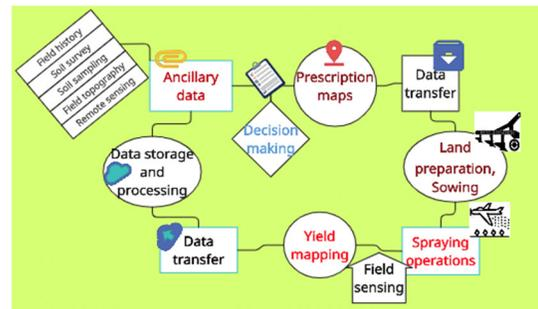 Field history
Soil survey
Soil sampling
Field topography
Remote sensing
Ancillary
data
Decision
making
Prescription
maps
Data
transfer
Land
preparation,
Sowing
Spraying
operations
Field
sensing
Yield
mapping
Data
transfer
Data storage
and
processing